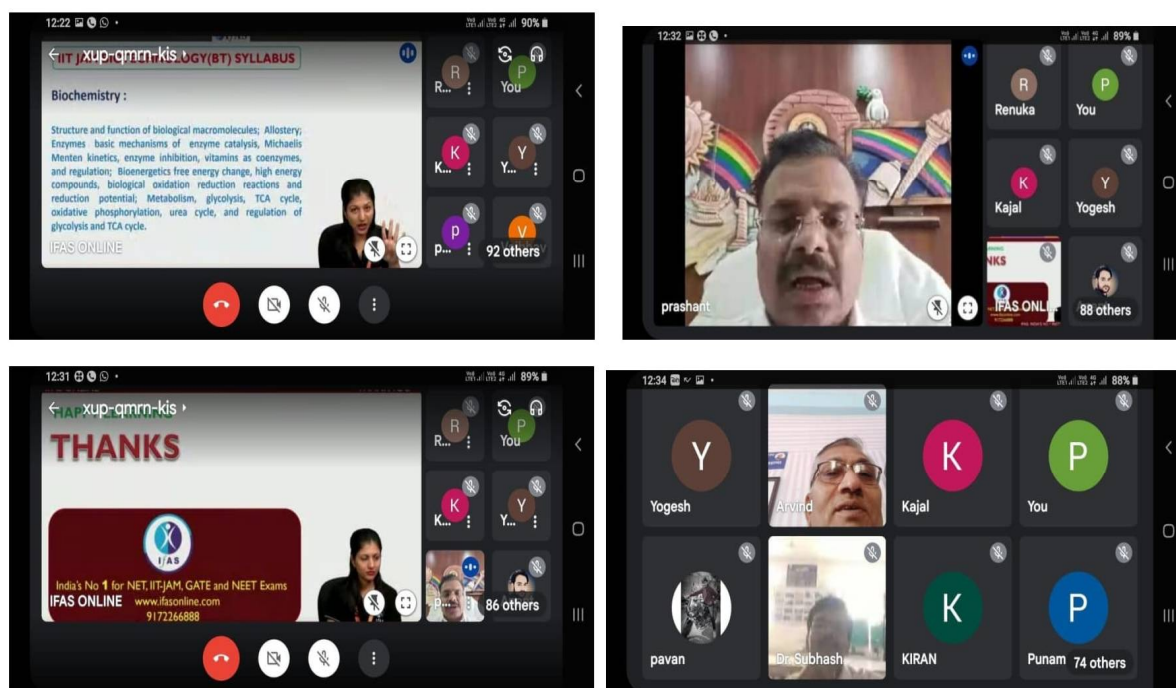 12:22
90%
xup-qmrn-kis
IIT JAM
LOGY(BT) SYLLABUS
Biochemistry :
Structure and function of biological macromolecules; Allostery;
Enzymes basic mechanisms of enzyme catalysis, Michaelis
Menten kinetics, enzyme inhibition, vitamins as coenzymes,
and regulation; Bioenergetics free energy change, high energy
compounds, biological oxidation reduction reactions and
reduction potential; Metabolism, glycolysis, TCA cycle,
oxidative phosphorylation, urea cycle, and regulation of
glycolysis and TCA cycle.
IFAS ONLINE
R
R...
P
You
K
K...
Y
Y...
P
p...
V
92 others
12:32
89%
prashant
R
Renuka
P
You
K
Kajal
Y
Yogesh
NKS
IFAS ONLI
88 others
12:31
89%
xup-qmrn-kis
THANKS
IFAS
India's No 1 for NET, IIT-JAM, GATE and NEET Exams
IFAS ONLINE
www.ifasonline.com
9172266888
R
R...
P
You
K
K...
Y
Y...
p...
86 others
12:34
88%
Y
Yogesh
Arvind
K
Kajal
P
You
pavan
Dr. Subhash
K
KIRAN
P
Punam
74 others